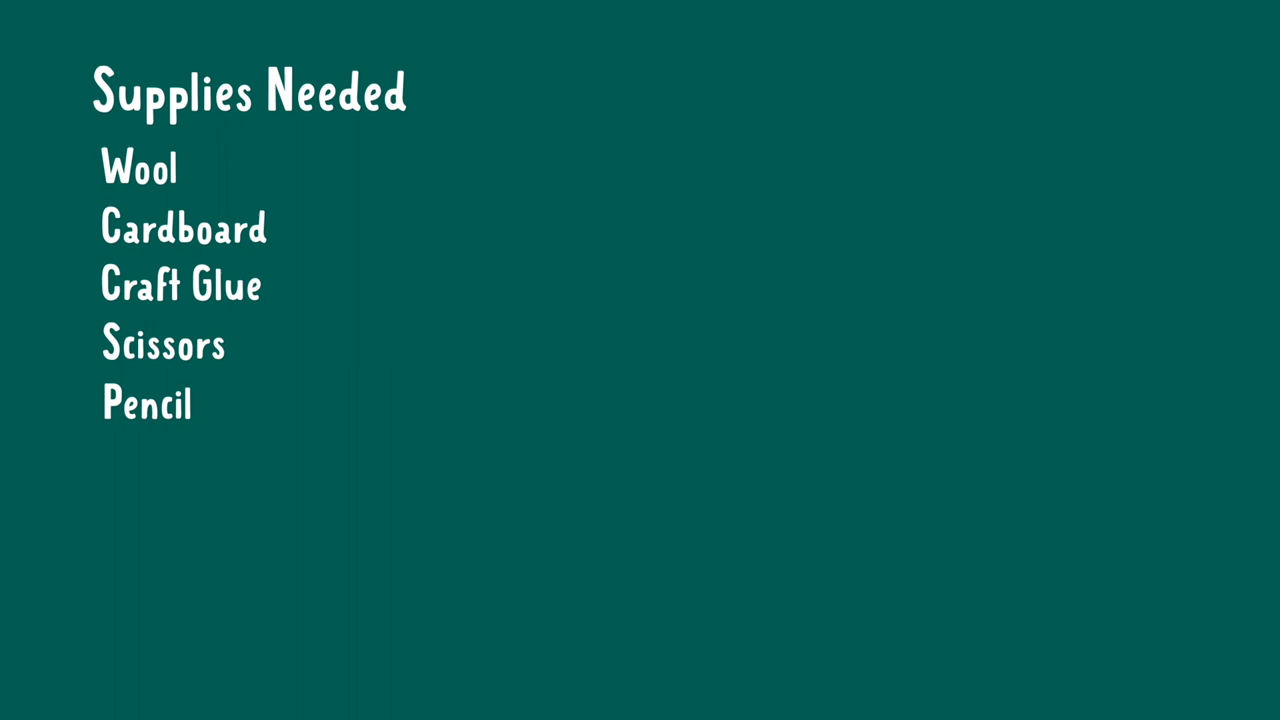 Supplies Needed
Wool
Cardboard
Craft Glue
Scissors
Pencil